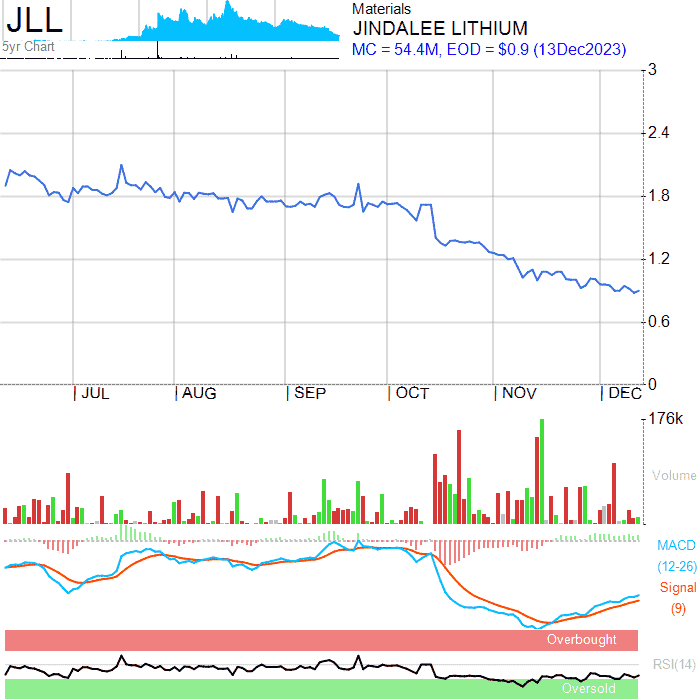 JLL
5yr Chart
Materials
JINDALEE LITHIUM
MC = 54.4M, EOD = $0.9 (13Dec2023)
3
2.4
1.8
1.2
0.6
0
JUL AUG SEP OCT NOV DEC
176k
Volume
MACD
(12-26)
Signal
(9)
Overbought
RSI(14)
Oversold